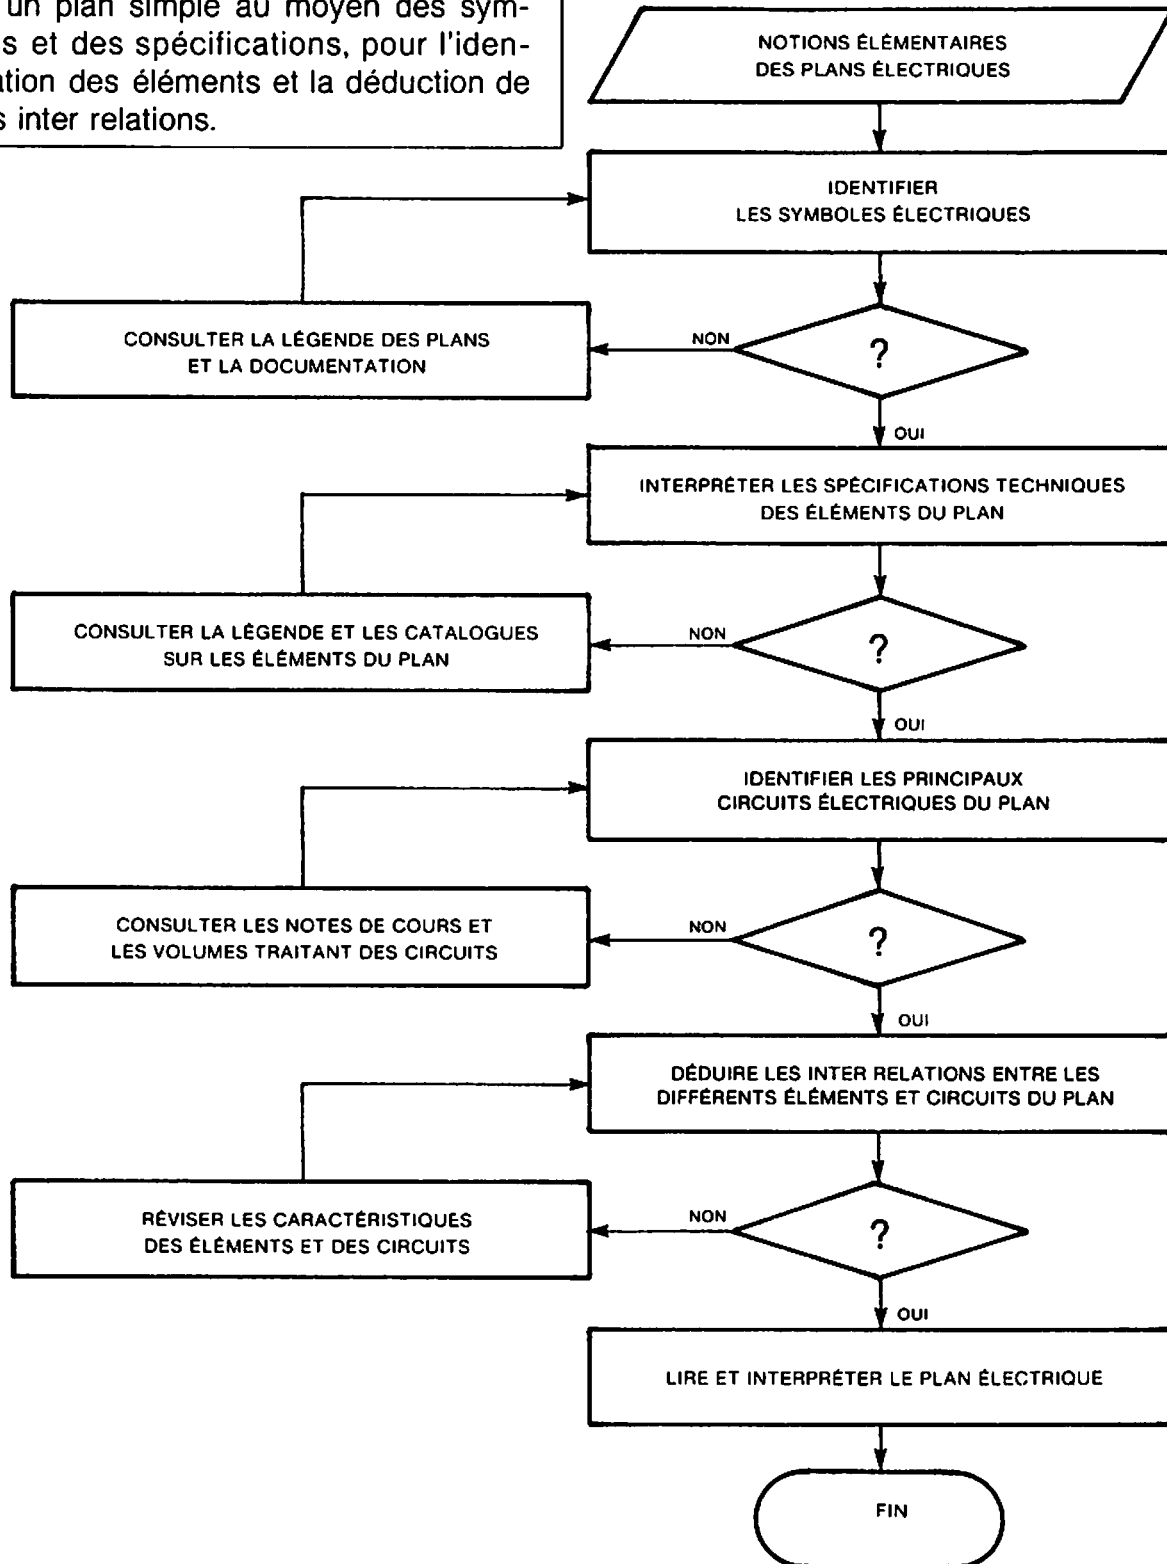 un plan simple au moyen des sym-
s et des spécifications, pour l'iden-
ation des éléments et la déduction de
s inter relations.
NOTIONS ÉLÉMENTAIRES
DES PLANS ÉLECTRIQUES
IDENTIFIER
LES SYMBOLES ÉLECTRIQUES
?
NON
CONSULTER LA LÉGENDE DES PLANS
ET LA DOCUMENTATION
OUI
INTERPRÉTER LES SPÉCIFICATIONS TECHNIQUES
DES ÉLÉMENTS DU PLAN
?
NON
CONSULTER LA LÉGENDE ET LES CATALOGUES
SUR LES ÉLÉMENTS DU PLAN
OUI
IDENTIFIER LES PRINCIPAUX
CIRCUITS ÉLECTRIQUES DU PLAN
?
NON
CONSULTER LES NOTES DE COURS ET
LES VOLUMES TRAITANT DES CIRCUITS
OUI
DÉDUIRE LES INTER RELATIONS ENTRE LES
DIFFÉRENTS ÉLÉMENTS ET CIRCUITS DU PLAN
?
NON
RÉVISER LES CARACTÉRISTIQUES
DES ÉLÉMENTS ET DES CIRCUITS
OUI
LIRE ET INTERPRÉTER LE PLAN ÉLECTRIQUE
FIN